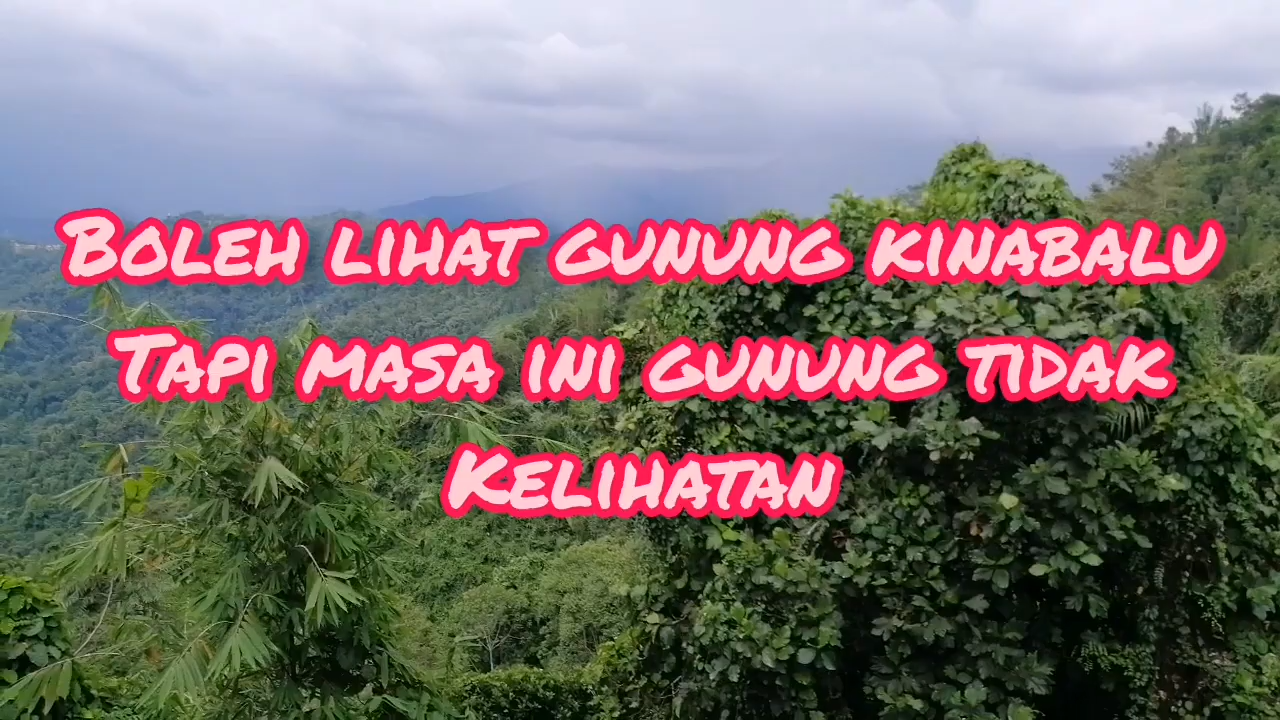 Boleh lihat gunung kinabalu
Tapi masa ini gunung tidak
Kelihatan